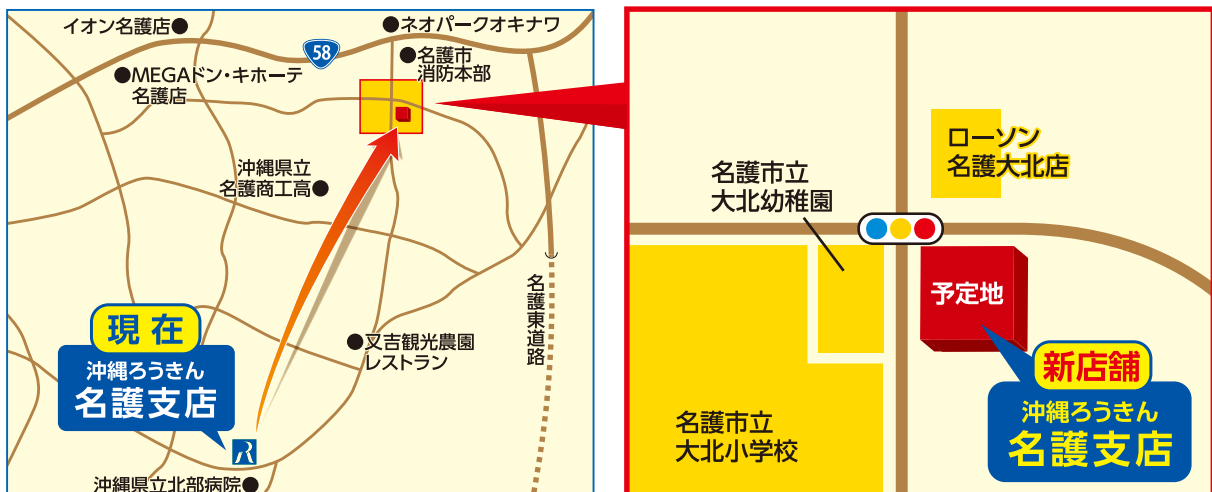 イオン名護店
ネオパークオキナワ
58
名護市
消防本部
MEGAドン・キホーテ
名護店
沖縄県立
名護商工高
名護東道路
又吉観光農園
レストラン
現在
沖縄ろうきん
名護支店
R
沖縄県立北部病院
ローソン
名護大北店
名護市立
大北幼稚園
予定地
新店舗
沖縄ろうきん
名護支店
名護市立
大北小学校